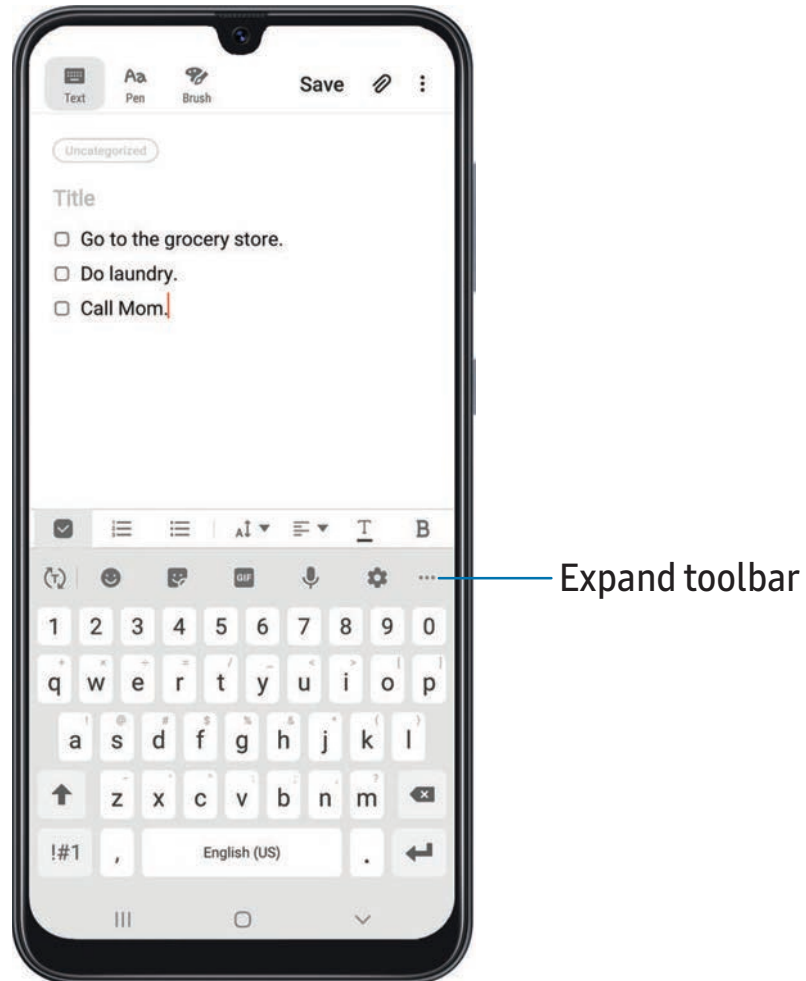 Text Pen Brush Save
Aa
Uncategorized
Title
Go to the grocery store.
Do laundry.
Call Mom.
A T B
T GIF
Expand toolbar
1 2 3 4 5 6 7 8 9 0
+ × ÷ = / _ < > [ ]
q w e r t y u i o p
! @ # $ % ^ & * ( )
a s d f g h j k l
- ' " : ; , ?
z x c v b n m
!#1 , English (US) .